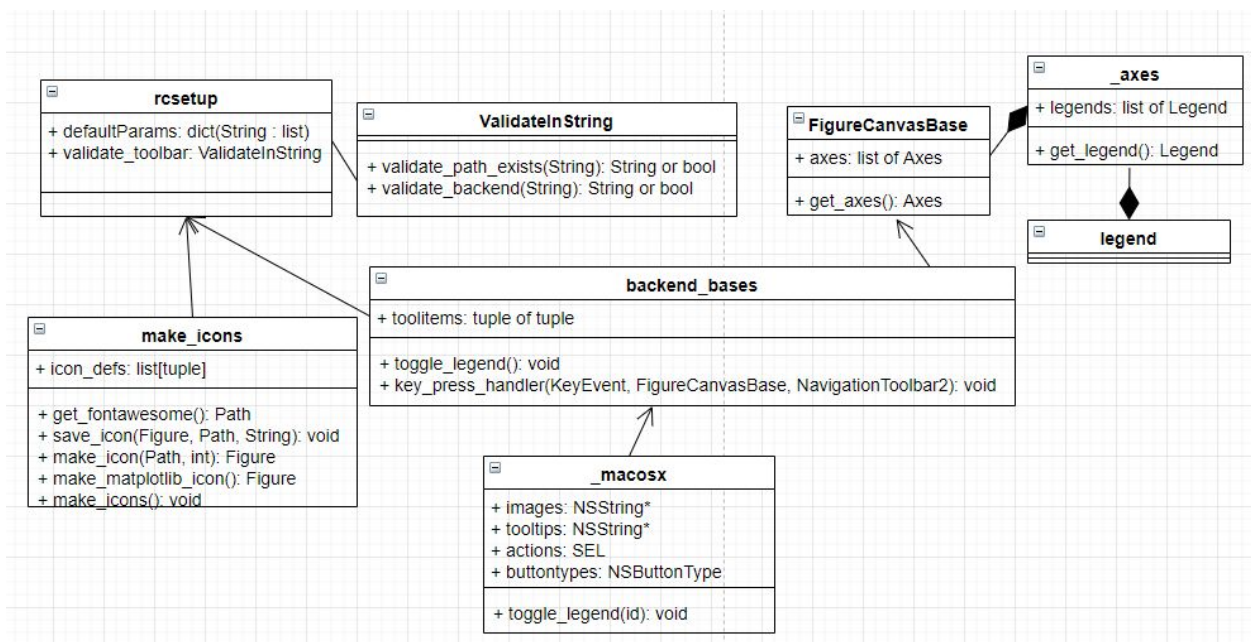 rcsetup
+ defaultParams: dict(String : list)
+ validate_toolbar: ValidateInString
ValidateInString
+ validate_path_exists(String): String or bool
+ validate_backend(String): String or bool
FigureCanvasBase
+ axes: list of Axes
+ get_axes(): Axes
_axes
+ legends: list of Legend
+ get_legend(): Legend
legend
backend_bases
+ toolitems: tuple of tuple
+ toggle_legend(): void
+ key_press_handler(KeyEvent, FigureCanvasBase, NavigationToolbar2): void
make_icons
+ icon_defs: list[tuple]
+ get_fontawesome(): Path
+ save_icon(Figure, Path, String): void
+ make_icon(Path, int): Figure
+ make_matplotlib_icon(): Figure
+ make_icons(): void
_macosx
+ images: NSString*
+ tooltips: NSString*
+ actions: SEL
+ buttontypes: NSButtonType
+ toggle_legend(id): void